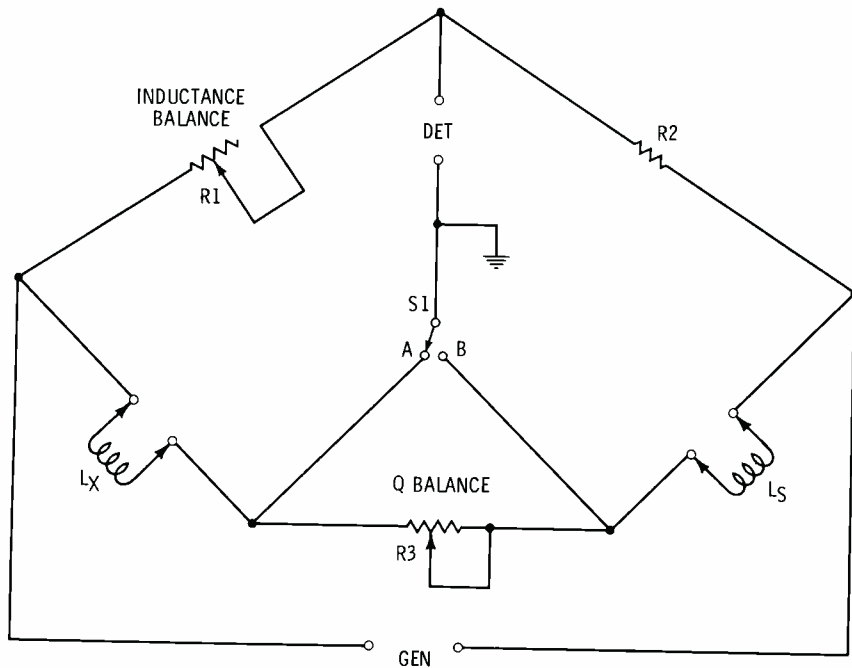 INDUCTANCE
BALANCE
R1
DET
R2
S1
A
B
LX
Q BALANCE
R3
LS
GEN